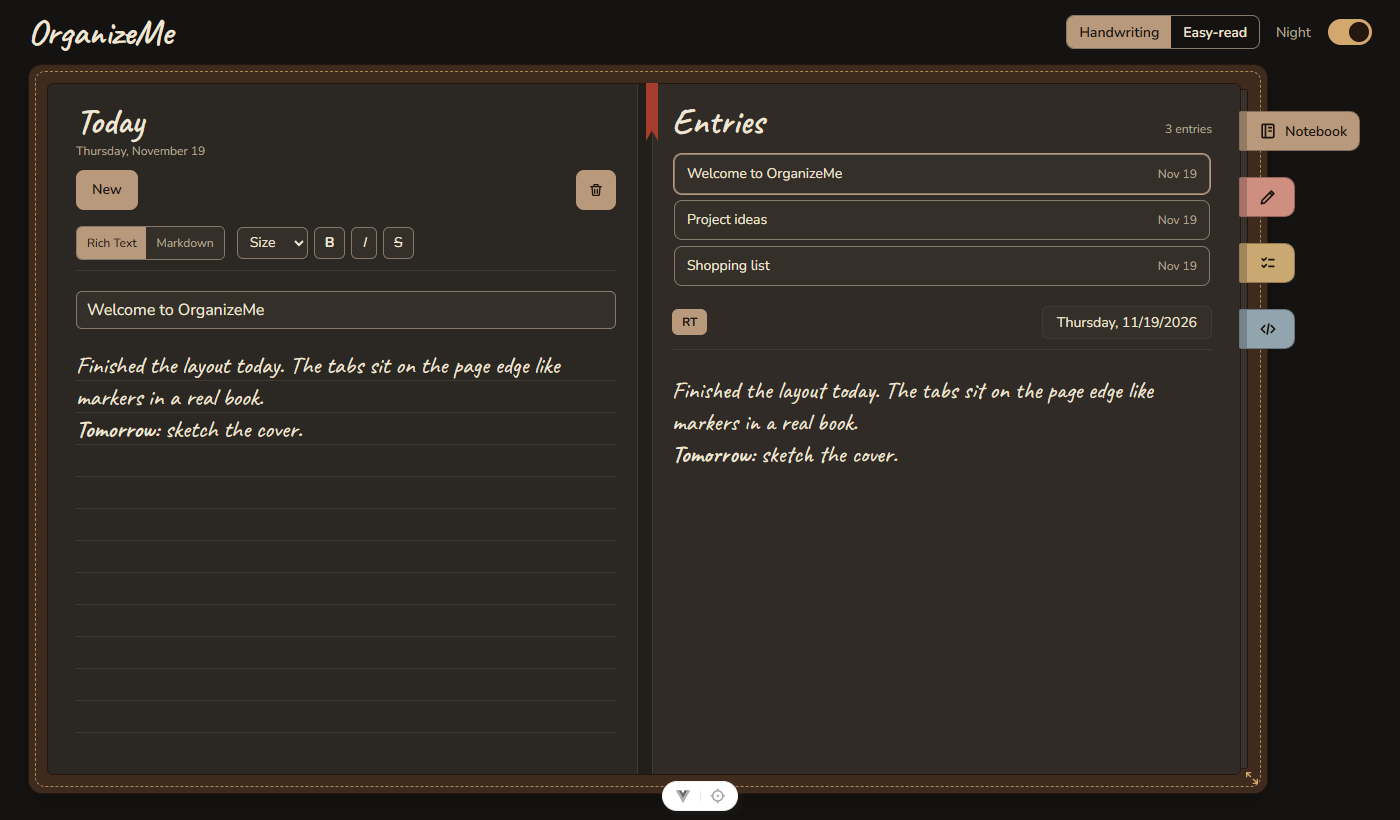 OrganizeMe
Handwriting Easy-read Night
Today
Thursday, November 19
New
Rich Text Markdown Size B I S
Welcome to OrganizeMe
Finished the layout today. The tabs sit on the page edge like
markers in a real book.
Tomorrow: sketch the cover.
Entries
3 entries
Welcome to OrganizeMe Nov 19
Project ideas Nov 19
Shopping list Nov 19
RT Thursday, 11/19/2026
Finished the layout today. The tabs sit on the page edge like
markers in a real book.
Tomorrow: sketch the cover.
Notebook